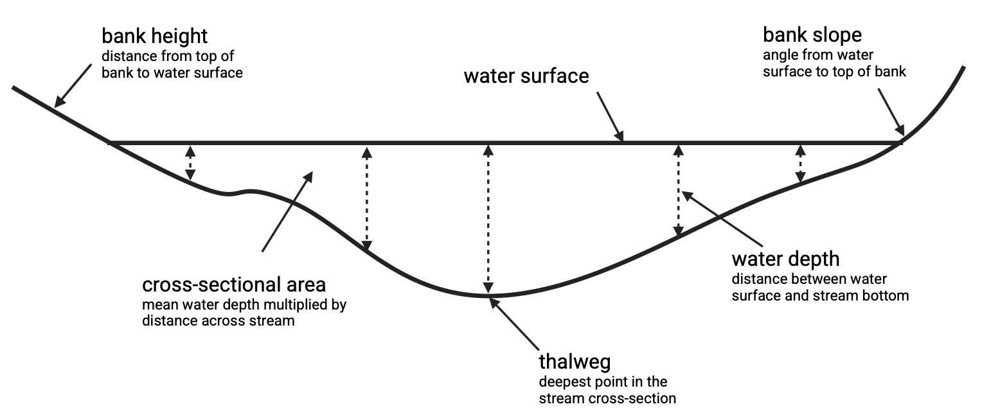 bank height
distance from top of
bank to water surface
water surface
bank slope
angle from water
surface to top of bank
cross-sectional area
mean water depth multiplied by
distance across stream
water depth
distance between water
surface and stream bottom
thalweg
deepest point in the
stream cross-section